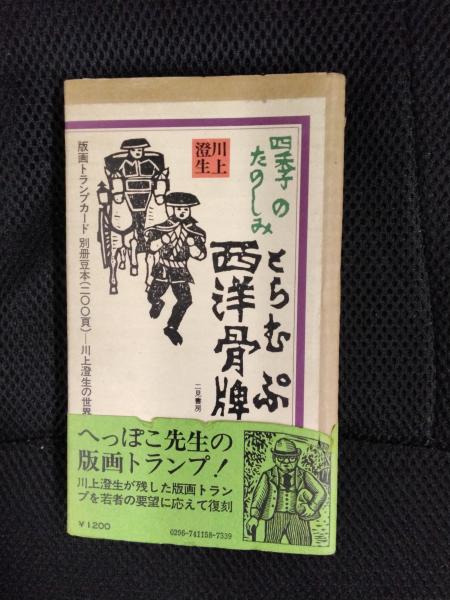 四季の
たのしみ
とらむぷ
西洋骨牌
川上
澄生
二見書房
版画トランプカード 別冊豆本(二〇〇頁)―川上澄生の世界
へっぽこ先生の
版画トランプ!
川上澄生が残した版画トラン
プを若者の要望に応えて復刻
¥1200
0296-741158-7339